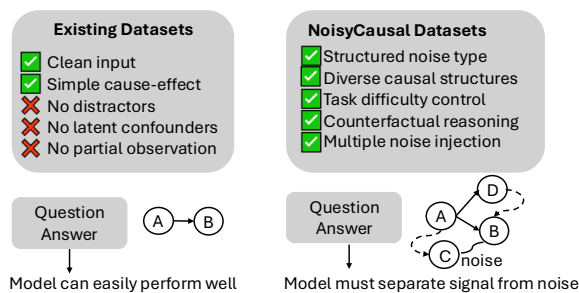 Existing Datasets
Clean input
Simple cause-effect
No distractors
No latent confounders
No partial observation
Question
Answer
A
B
Model can easily perform well
NoisyCausal Datasets
Structured noise type
Diverse causal structures
Task difficulty control
Counterfactual reasoning
Multiple noise injection
Question
Answer
D
A
B
C
noise
Model must separate signal from noise